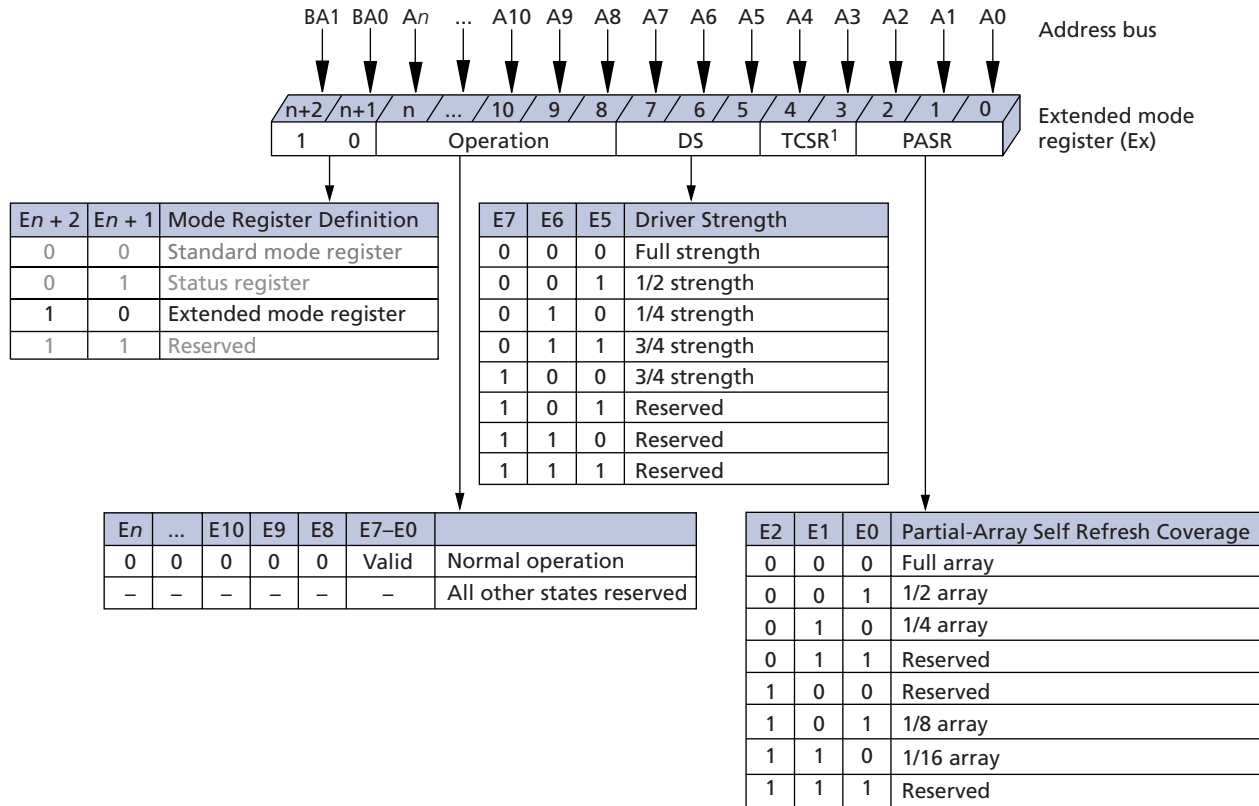 BA1 BA0 An ... A10 A9 A8 A7 A6 A5 A4 A3 A2 A1 A0
Address bus
n+2 n+1 n ... 10 9 8 7 6 5 4 3 2 1 0
Extended mode
register (Ex)
1 0 Operation DS TCSR1 PASR
En + 2 En + 1 Mode Register Definition
0 0 Standard mode register
0 1 Status register
1 0 Extended mode register
1 1 Reserved
E7 E6 E5 Driver Strength
0 0 0 Full strength
0 0 1 1/2 strength
0 1 0 1/4 strength
0 1 1 3/4 strength
1 0 0 3/4 strength
1 0 1 Reserved
1 1 0 Reserved
1 1 1 Reserved
En ... E10 E9 E8 E7–E0
0 0 0 0 0 Valid Normal operation
– – – – – – All other states reserved
E2 E1 E0 Partial-Array Self Refresh Coverage
0 0 0 Full array
0 0 1 1/2 array
0 1 0 1/4 array
0 1 1 Reserved
1 0 0 Reserved
1 0 1 1/8 array
1 1 0 1/16 array
1 1 1 Reserved